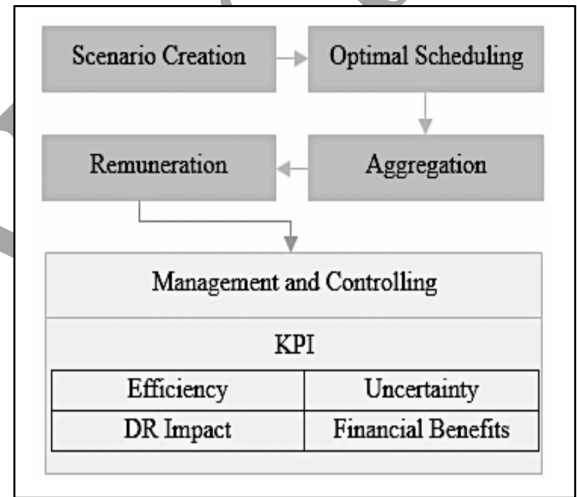 Scenario Creation
Optimal Scheduling
Remuneration
Aggregation
Management and Controlling
KPI
Efficiency
Uncertainty
DR Impact
Financial Benefits